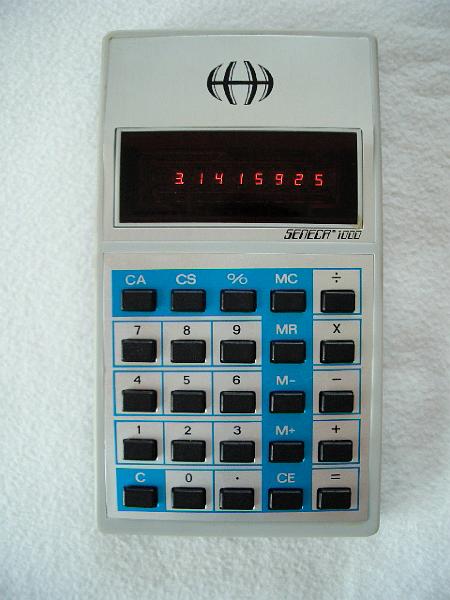 3.1415925
SENECA® 1000
CA CS % MC ÷
7 8 9 MR X
4 5 6 M- -
1 2 3 M+ +
C 0 . CE =